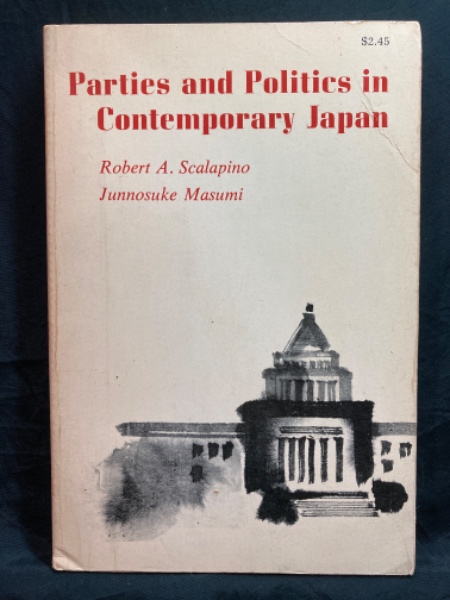 $2.45
Parties and Politics in
Contemporary Japan
Robert A. Scalapino
Junnosuke Masumi